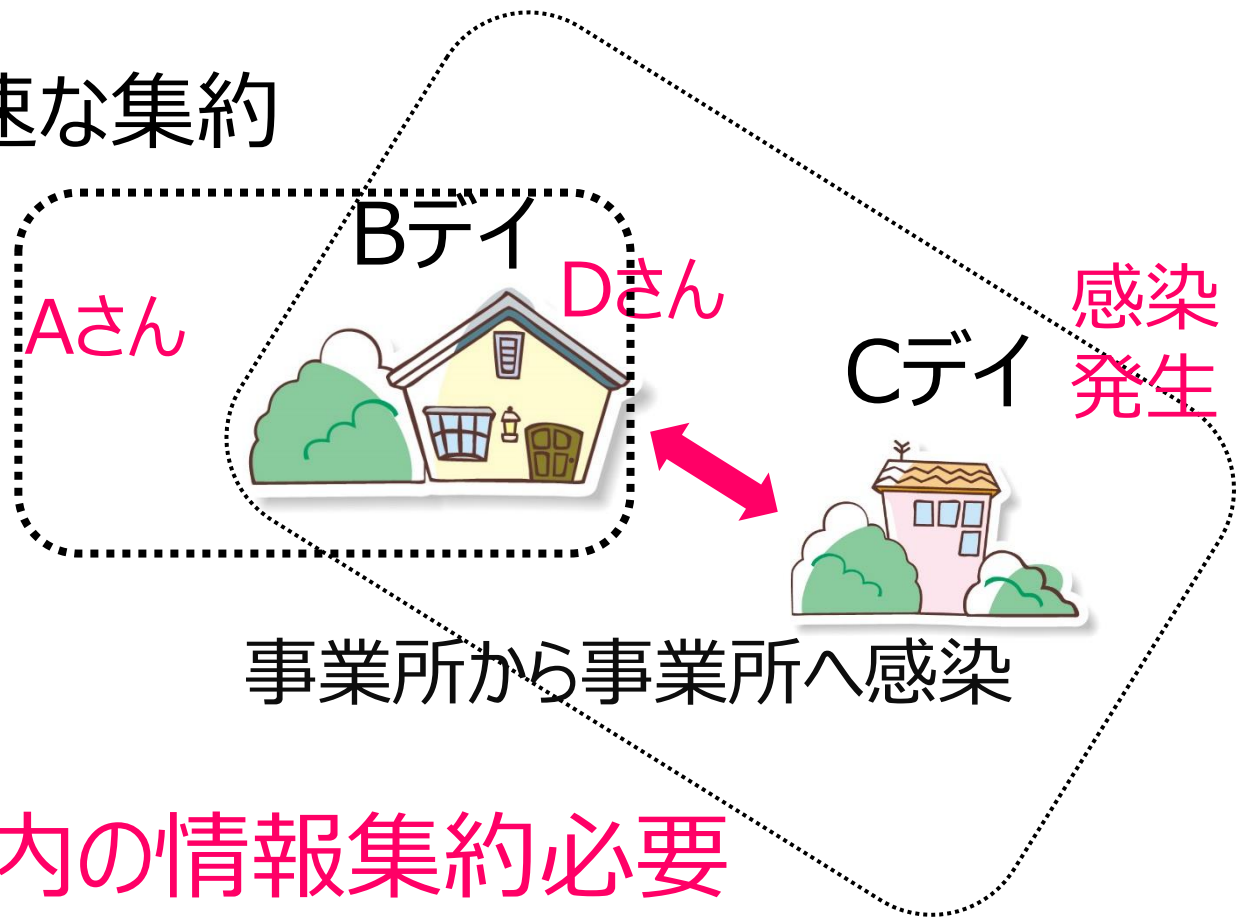 速な集約
Bデイ
Dさん
Aさん
感染
発生
Cデイ
事業所から事業所へ感染
内の情報集約必要